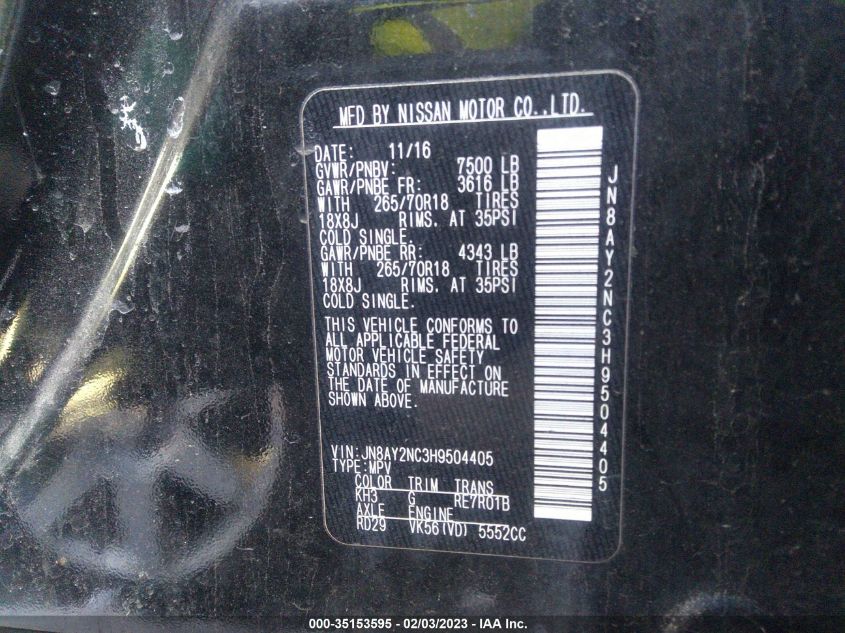 MFD BY NISSAN MOTOR CO.,LTD.
DATE: 11/16
GVWR/PNBV: 7500 LB
GAWR/PNBE FR: 3616 LB
WITH 265/70R18 TIRES
18X8J RIMS. AT 35PSI
COLD SINGLE.
GAWR/PNBE RR: 4343 LB
WITH 265/70R18 TIRES
18X8J RIMS. AT 35PSI
COLD SINGLE.
THIS VEHICLE CONFORMS TO
ALL APPLICABLE FEDERAL
MOTOR VEHICLE SAFETY
STANDARDS IN EFFECT ON
THE DATE OF MANUFACTURE
SHOWN ABOVE.
VIN:JN8AY2NC3H9504405
TYPE:MPV
COLOR TRIM TRANS
KH3 G RE7R01B
AXLE ENGINE
RD29 VK56(VD) 5552CC
JN8AY2NC3H9504405
000-35153595 - 02/03/2023 - IAA Inc.